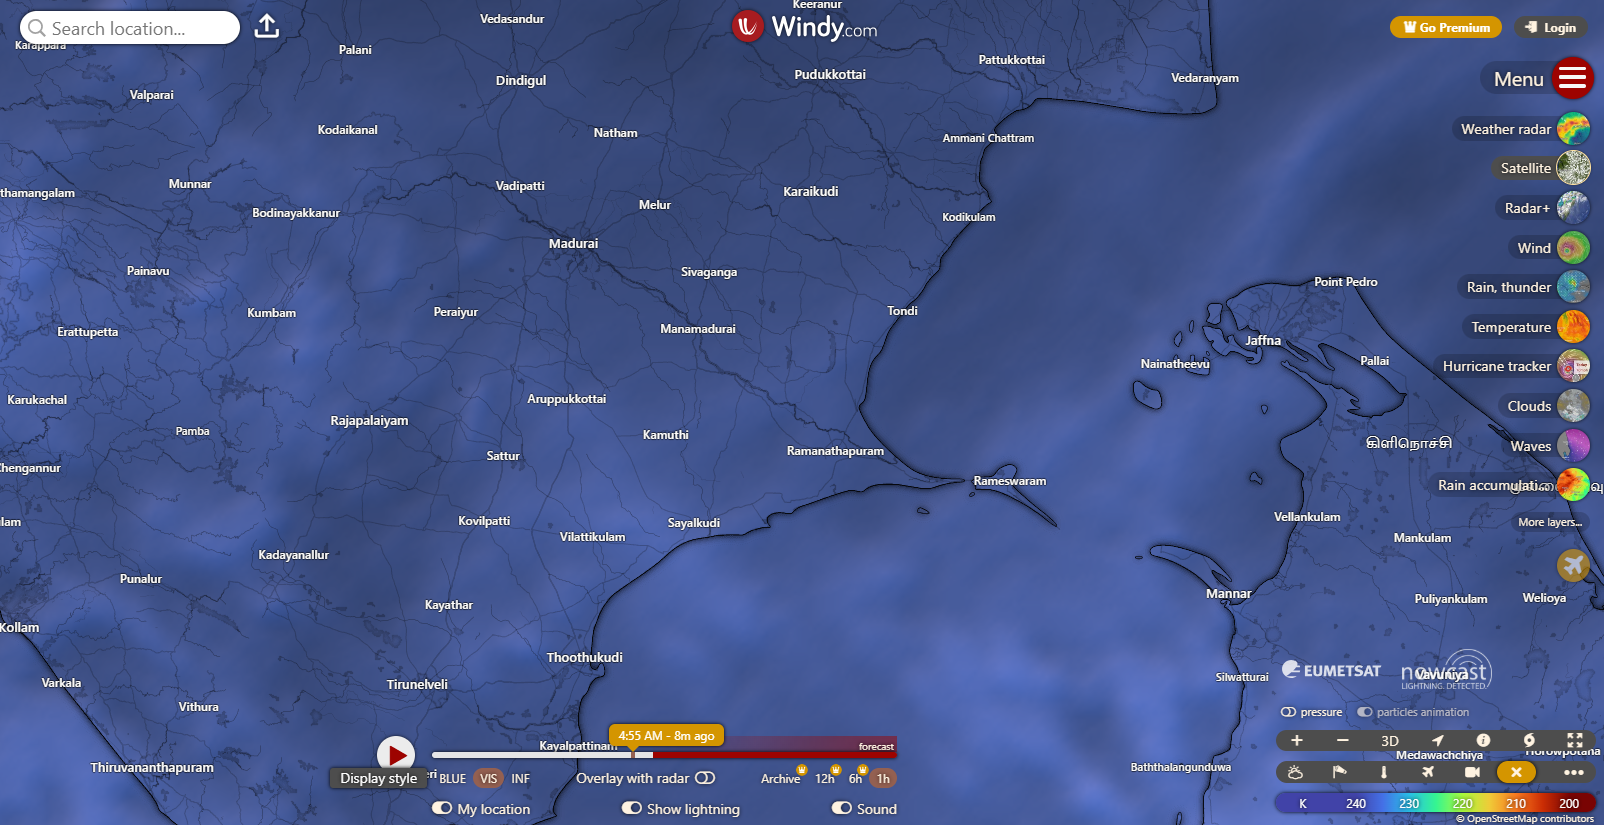 Search location...
Windy.com
Go Premium
Login
Menu
Weather radar
Satellite
Radar+
Wind
Rain, thunder
Temperature
Hurricane tracker
Clouds
Waves
Rain accumulati...
More layers...
Keeranur
Vedasandur
Karappara
Palani
Pattukkottai
Dindigul
Pudukkottai
Vedaranyam
Valparai
Kodaikanal
Natham
Ammani Chattram
Munnar
Vadipatti
Karaikudi
thamangalam
Bodinayakkanur
Melur
Kodikulam
Madurai
Painavu
Sivaganga
Point Pedro
Kumbam
Peraiyur
Tondi
Erattupetta
Manamadurai
Jaffna
Nainatheevu
Pallai
Karukachal
Aruppukkottai
Rajapalaiyam
Pamba
Kamuthi
கிளிநொச்சி
Sattur
Ramanathapuram
Chengannur
Rameswaram
lam
Kovilpatti
Sayalkudi
Vellankulam
Vilattikulam
Mankulam
Kadayanallur
Punalur
Kayathar
Mannar
Puliyankulam
Welioya
Kollam
Thoothukudi
Varkala
Tirunelveli
Silwatturai
Vavuniya
Vithura
Kayalpattinam
Thiruvananthapuram
Baththalangunduwa
Medawachchiya
Horowpotana
EUMETSAT
nowcast
LIGHTNING. DETECTED.
pressure
particles animation
3D
4:55 AM - 8m ago
forecast
Display style
eri
BLUE VIS INF
Overlay with radar
Archive 12h 6h 1h
My location
Show lightning
Sound
K 240 230 220 210 200
© OpenStreetMap contributors